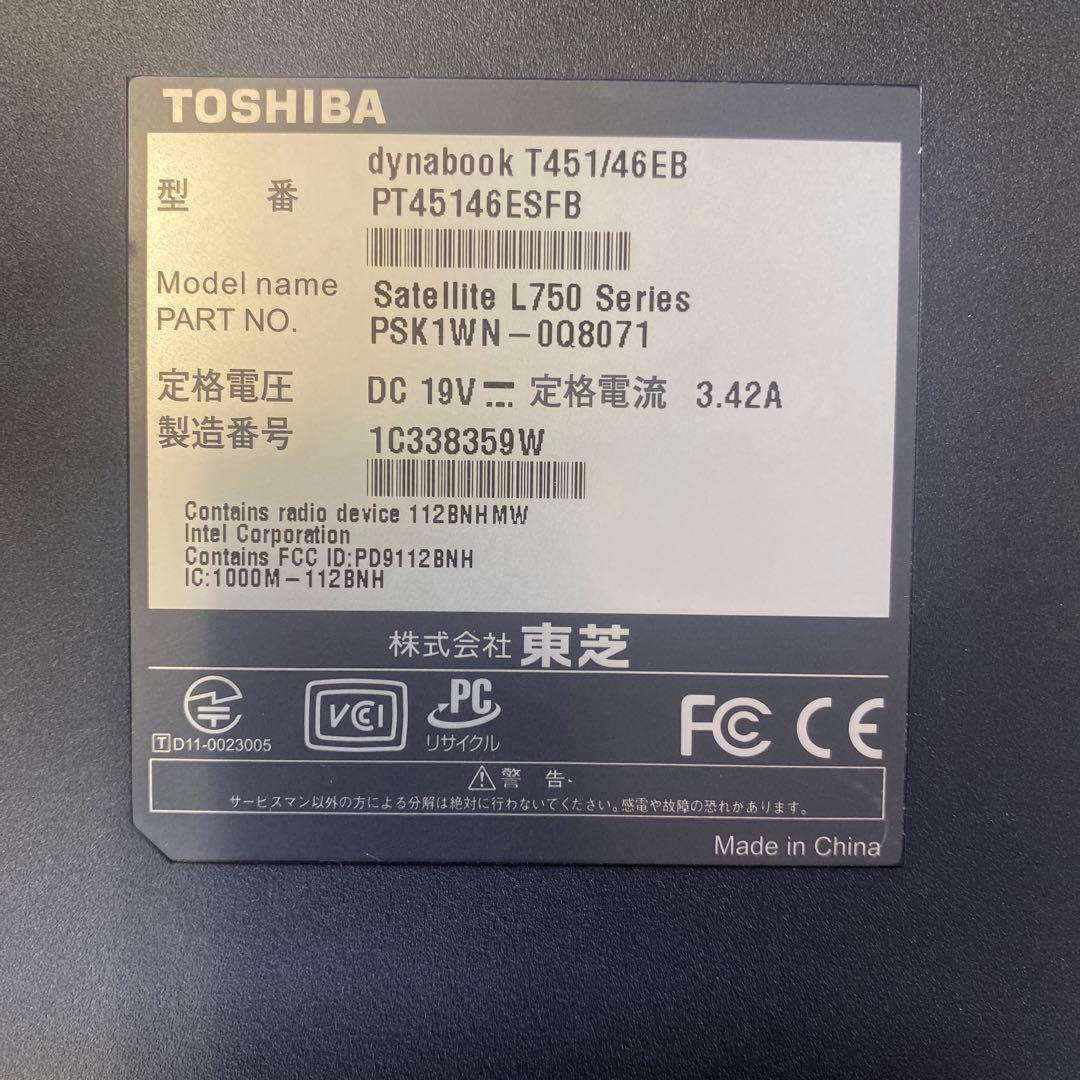 TOSHIBA
dynabook T451/46EB
型 番 PT45146ESFB
Model name Satellite L750 Series
PART NO. PSK1WN-0Q8071
定格電圧 DC 19V 定格電流 3.42A
製造番号 1C338359W
Contains radio device 112BNHMW
Intel Corporation
Contains FCC ID:PD9112BNH
IC:1000M-112BNH
株式会社 東芝
T D11-0023005
VCCI
PC
リサイクル
FC CE
警 告
サービスマン以外の方による分解は絶対に行わないでください。感電や故障の恐れがあります。
Made in China